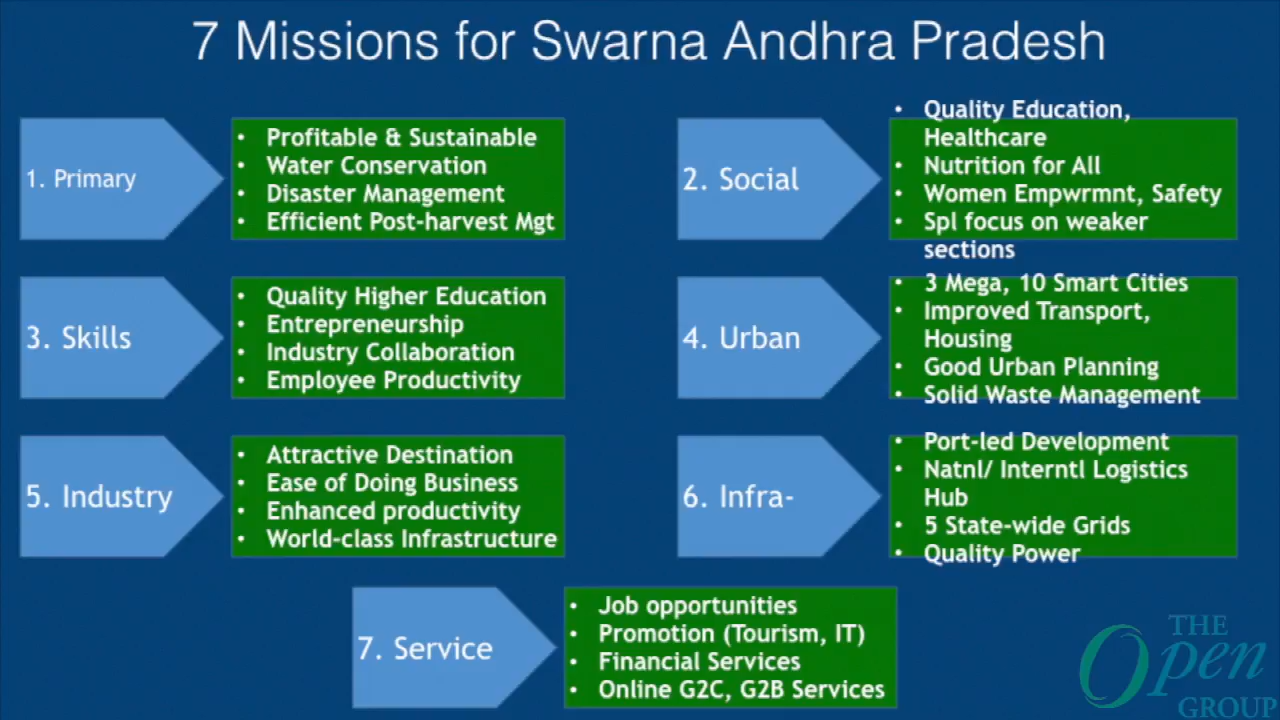 7 Missions for Swarna Andhra Pradesh
1. Primary
• Profitable & Sustainable
• Water Conservation
• Disaster Management
• Efficient Post-harvest Mgt
2. Social
• Quality Education,
Healthcare
• Nutrition for All
• Women Empwrmnt, Safety
• Spl focus on weaker
sections
3. Skills
• Quality Higher Education
• Entrepreneurship
• Industry Collaboration
• Employee Productivity
4. Urban
• 3 Mega, 10 Smart Cities
• Improved Transport,
Housing
• Good Urban Planning
• Solid Waste Management
5. Industry
• Attractive Destination
• Ease of Doing Business
• Enhanced productivity
• World-class Infrastructure
6. Infra-
• Port-led Development
• Natnl/ Interntl Logistics
Hub
• 5 State-wide Grids
• Quality Power
7. Service
• Job opportunities
• Promotion (Tourism, IT)
• Financial Services
• Online G2C, G2B Services
THE
Open
GROUP